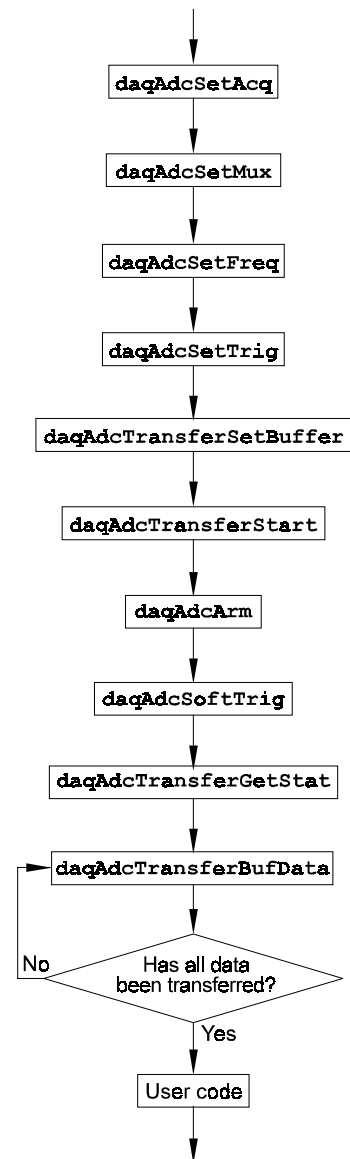 daqAdcSetAcq
daqAdcSetMux
daqAdcSetFreq
daqAdcSetTrig
daqAdcTransferSetBuffer
daqAdcTransferStart
daqAdcArm
daqAdcSoftTrig
daqAdcTransferGetStat
daqAdcTransferBufData
No
Has all data
been transferred?
Yes
User code